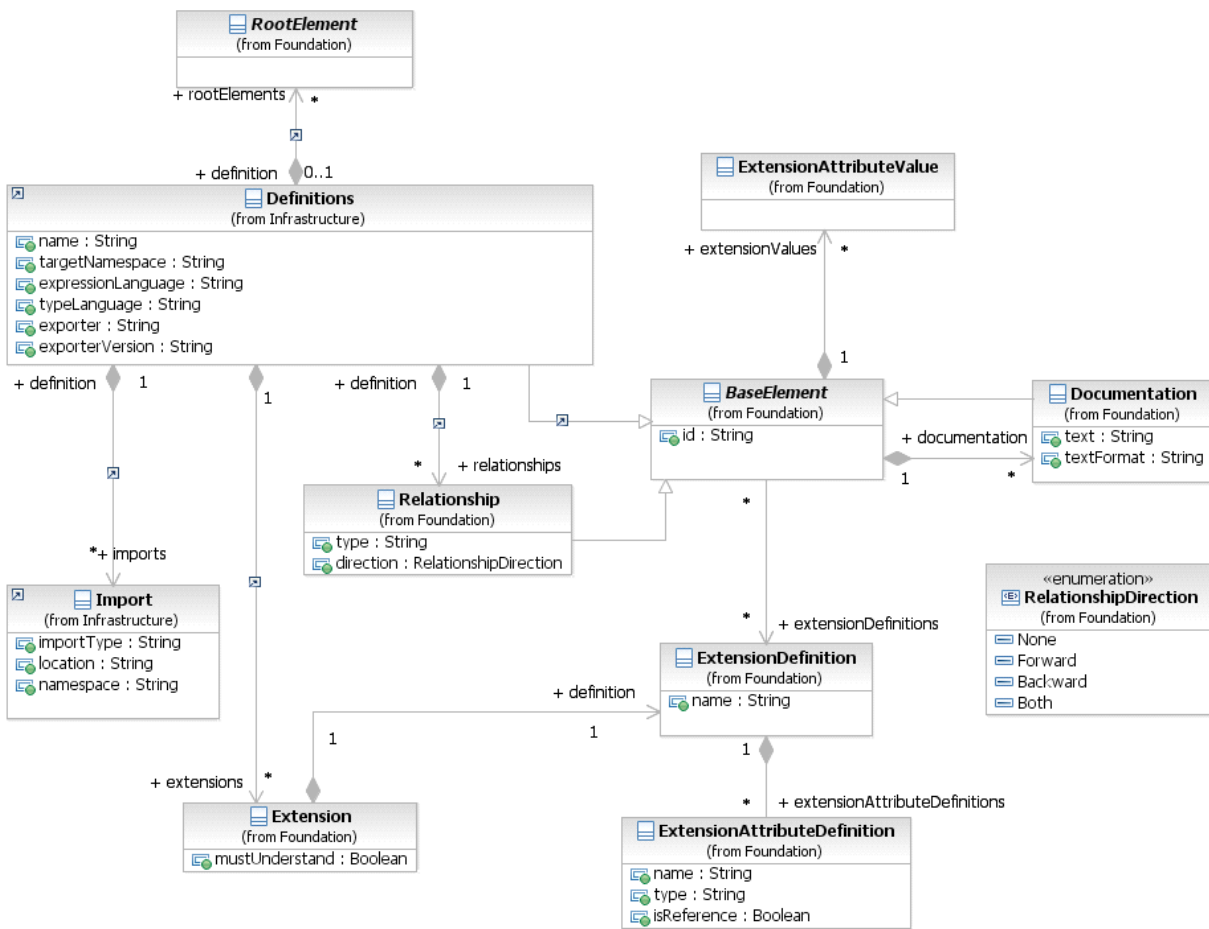 RootElement
(from Foundation)
+ rootElements
*
+ definition
0..1
Definitions
(from Infrastructure)
name : String
targetNamespace : String
expressionLanguage : String
typeLanguage : String
exporter : String
exporterVersion : String
ExtensionAttributeValue
(from Foundation)
+ extensionValues
*
1
+ definition
1
1
+ definition
1
BaseElement
(from Foundation)
id : String
Documentation
(from Foundation)
text : String
textFormat : String
+ documentation
1
*
*
+ relationships
Relationship
(from Foundation)
type : String
direction : RelationshipDirection
*
*
+ extensionDefinitions
*+ imports
Import
(from Infrastructure)
importType : String
location : String
namespace : String
«enumeration»
RelationshipDirection
(from Foundation)
None
Forward
Backward
Both
ExtensionDefinition
(from Foundation)
name : String
+ definition
1
1
1
+ extensions
*
Extension
(from Foundation)
mustUnderstand : Boolean
*
+ extensionAttributeDefinitions
ExtensionAttributeDefinition
(from Foundation)
name : String
type : String
isReference : Boolean